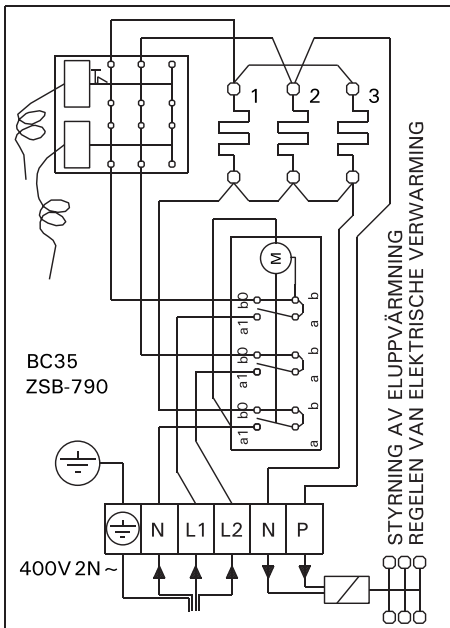 1 2 3
M
b0 b
a1 a
b0 b
a1 a
b0 b
a1 a
BC35
ZSB-790
STYRNING AV ELUPPVÄRMNING
REGELEN VAN ELEKTRISCHE VERWARMING
N L1 L2 N P
400V 2N~